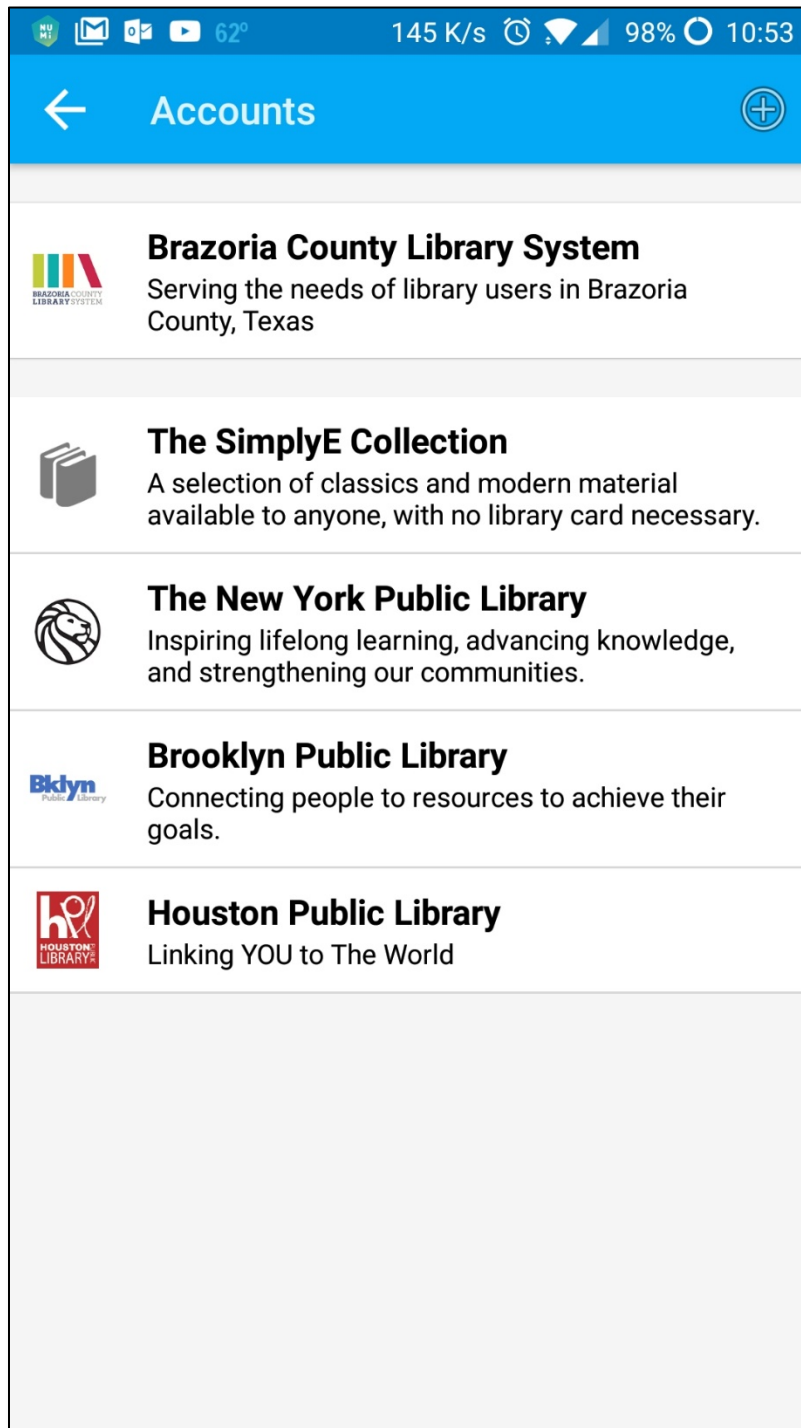 NU
MI
62° 145 K/s 98% 10:53
Accounts
Brazoria County Library System
BRAZORIA COUNTY
LIBRARY SYSTEM
Serving the needs of library users in Brazoria
County, Texas
The SimplyE Collection
A selection of classics and modern material
available to anyone, with no library card necessary.
The New York Public Library
Inspiring lifelong learning, advancing knowledge,
and strengthening our communities.
Brooklyn Public Library
Bklyn
Public Library
Connecting people to resources to achieve their
goals.
Houston Public Library
hpl
HOUSTON PUBLIC
LIBRARY
Linking YOU to The World